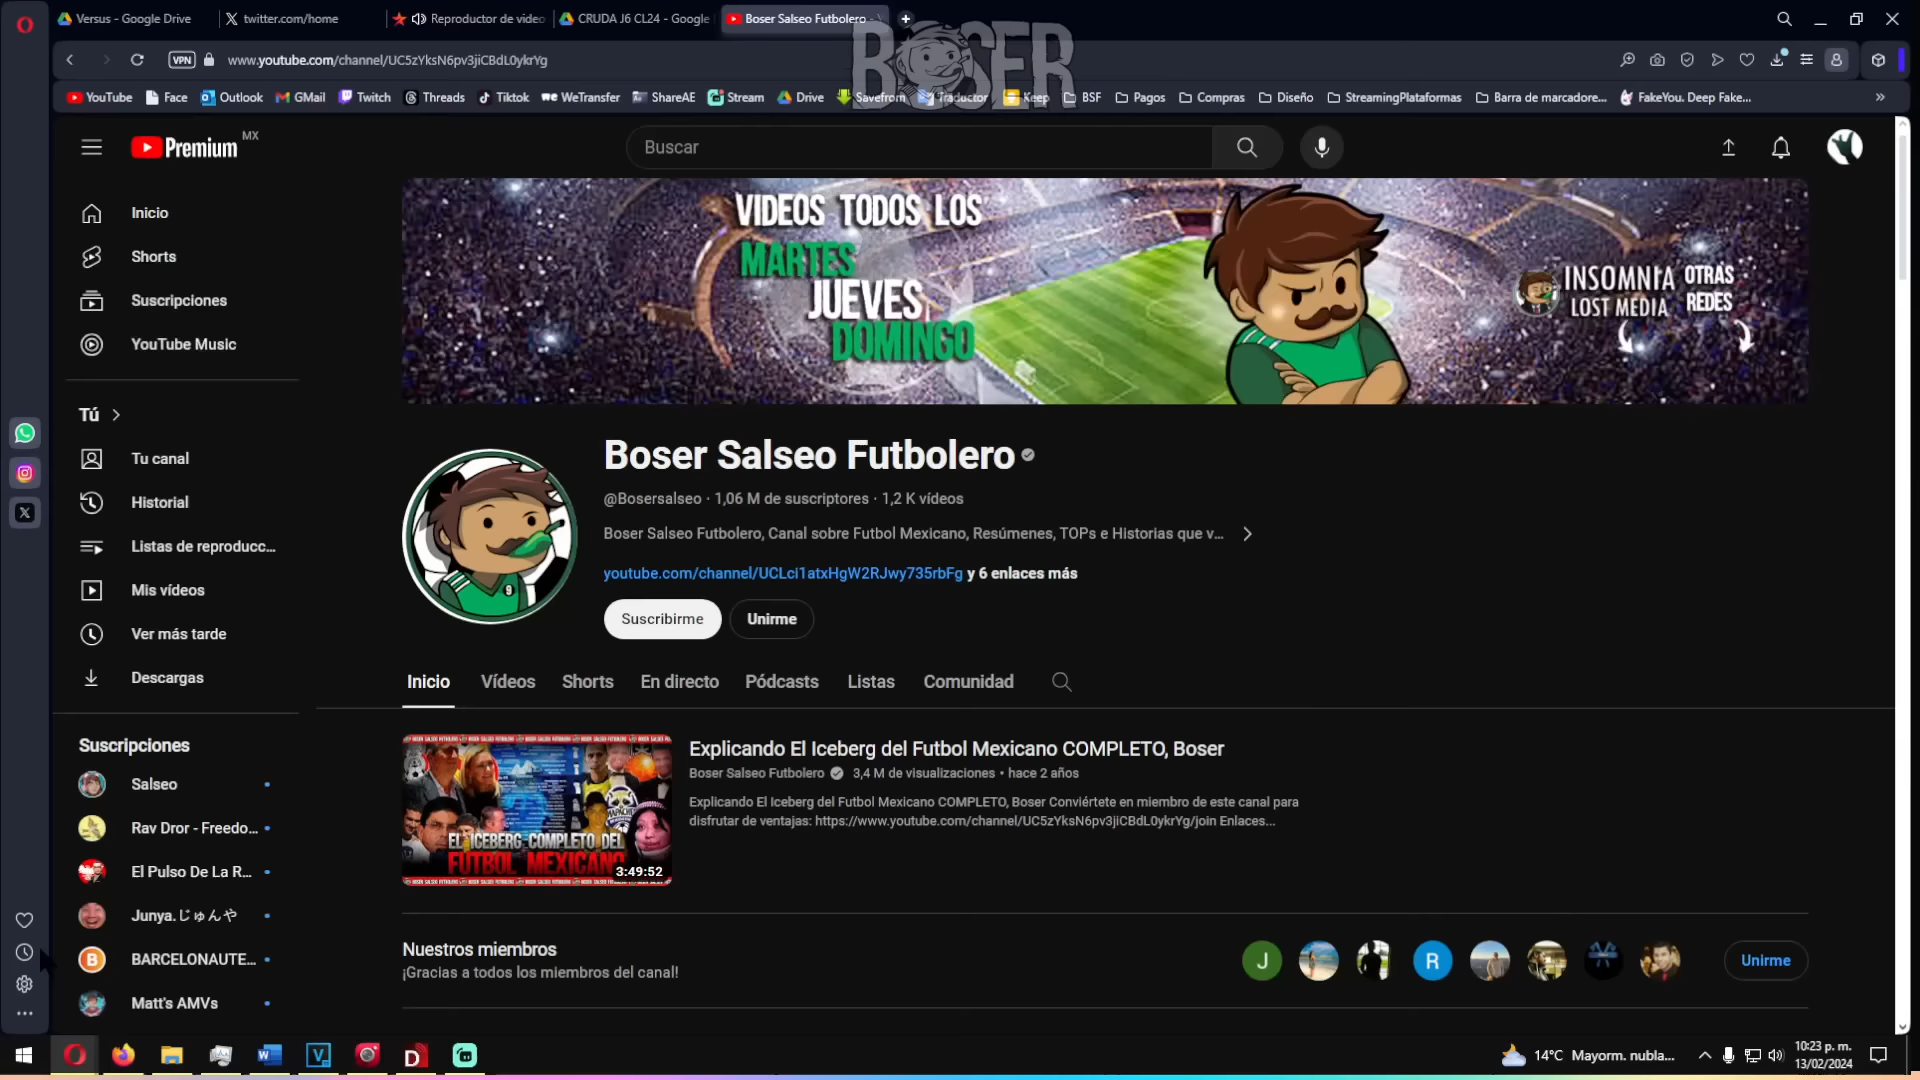 Versus - Google Drive
twitter.com/home
Reproductor de video
CRUDA J6 CL24 - Google
Boser Salseo Futbolero -
BOSER
VPN
www.youtube.com/channel/UC5zYksN6pv3jiCBdL0ykrYg
YouTube
Face
Outlook
GMail
Twitch
Threads
Tiktok
WeTransfer
ShareAE
Stream
Drive
Savefrom
Traductor
Keep
BSF
Pagos
Compras
Diseño
StreamingPlataformas
Barra de marcadore...
FakeYou. Deep Fake...
Premium
MX
Buscar
Inicio
Shorts
Suscripciones
YouTube Music
Tú
Tu canal
Historial
Listas de reproducc...
Mis vídeos
Ver más tarde
Descargas
Suscripciones
Salseo
Rav Dror - Freedo...
El Pulso De La R...
Junya.じゅんや
BARCELONAUTE...
Matt's AMVs
VIDEOS TODOS LOS
MARTES
JUEVES
DOMINGO
INSOMNIA
LOST MEDIA
OTRAS
REDES
Boser Salseo Futbolero
@Bosersalseo · 1,06 M de suscriptores · 1,2 K vídeos
Boser Salseo Futbolero, Canal sobre Futbol Mexicano, Resúmenes, TOPs e Historias que v...
youtube.com/channel/UCLci1atxHgW2RJwy735rbFg y 6 enlaces más
Suscribirme
Unirme
Inicio
Vídeos
Shorts
En directo
Pódcasts
Listas
Comunidad
EL ICEBERG COMPLETO DEL
FUTBOL MEXICANO
3:49:52
Explicando El Iceberg del Futbol Mexicano COMPLETO, Boser
Boser Salseo Futbolero 3,4 M de visualizaciones • hace 2 años
Explicando El Iceberg del Futbol Mexicano COMPLETO, Boser Conviértete en miembro de este canal para
disfrutar de ventajas: https://www.youtube.com/channel/UC5zYksN6pv3jiCBdL0ykrYg/join Enlaces...
Nuestros miembros
¡Gracias a todos los miembros del canal!
J
R
Unirme
14°C Mayorm. nubla...
10:23 p. m.
13/02/2024